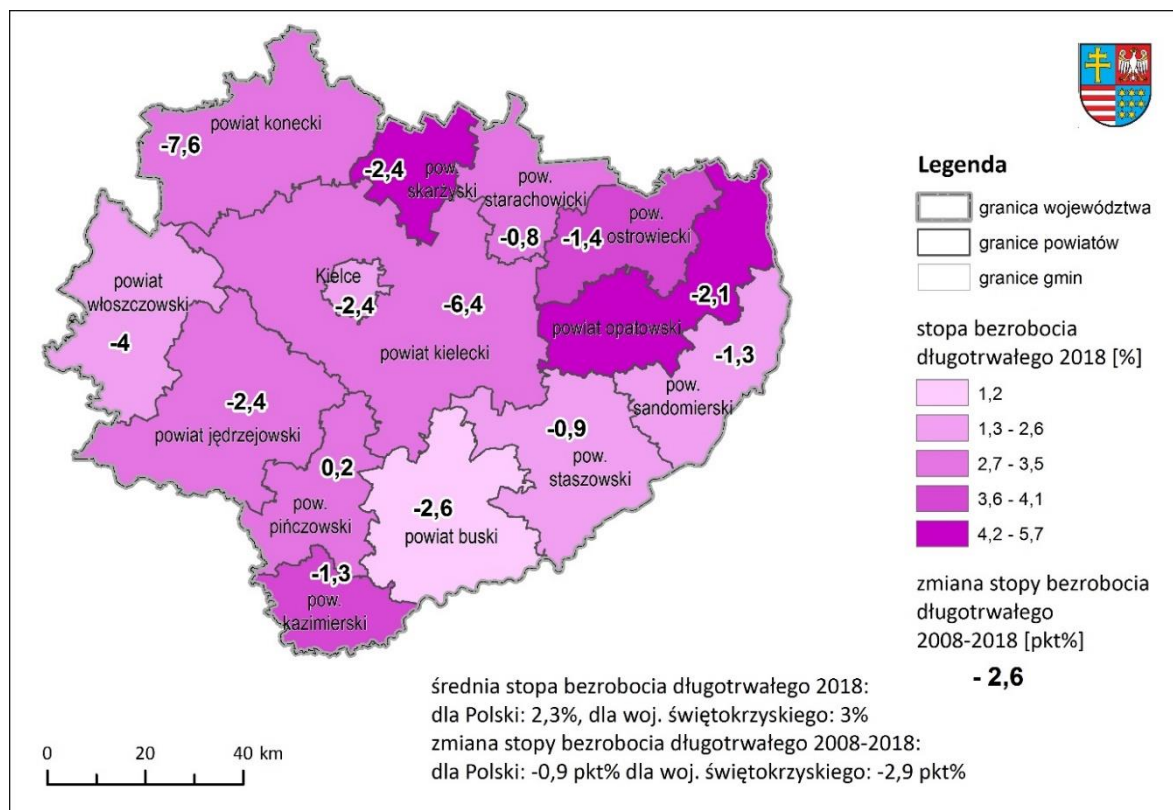 powiat konecki
-7,6
-2,4
pow.
skarżyski
pow.
starachowicki
-0,8
pow.
ostrowiecki
-1,4
Kielce
-2,4
-6,4
powiat kielecki
powiat
włoszczowski
-4
-2,1
powiat opatowski
-1,3
pow.
sandomierski
-2,4
powiat jędrzejowski
-0,9
pow.
staszowski
0,2
pow.
pińczowski
-2,6
powiat buski
-1,3
pow.
kazimierski
Legenda
granica województwa
granice powiatów
granice gmin
stopa bezrobocia
długotrwałego 2018 [%]
1,2
1,3 - 2,6
2,7 - 3,5
3,6 - 4,1
4,2 - 5,7
zmiana stopy bezrobocia
długotrwałego
2008-2018 [pkt%]
- 2,6
średnia stopa bezrobocia długotrwałego 2018:
dla Polski: 2,3%, dla woj. świętokrzyskiego: 3%
zmiana stopy bezrobocia długotrwałego 2008-2018:
dla Polski: -0,9 pkt% dla woj. świętokrzyskiego: -2,9 pkt%
0 20 40 km